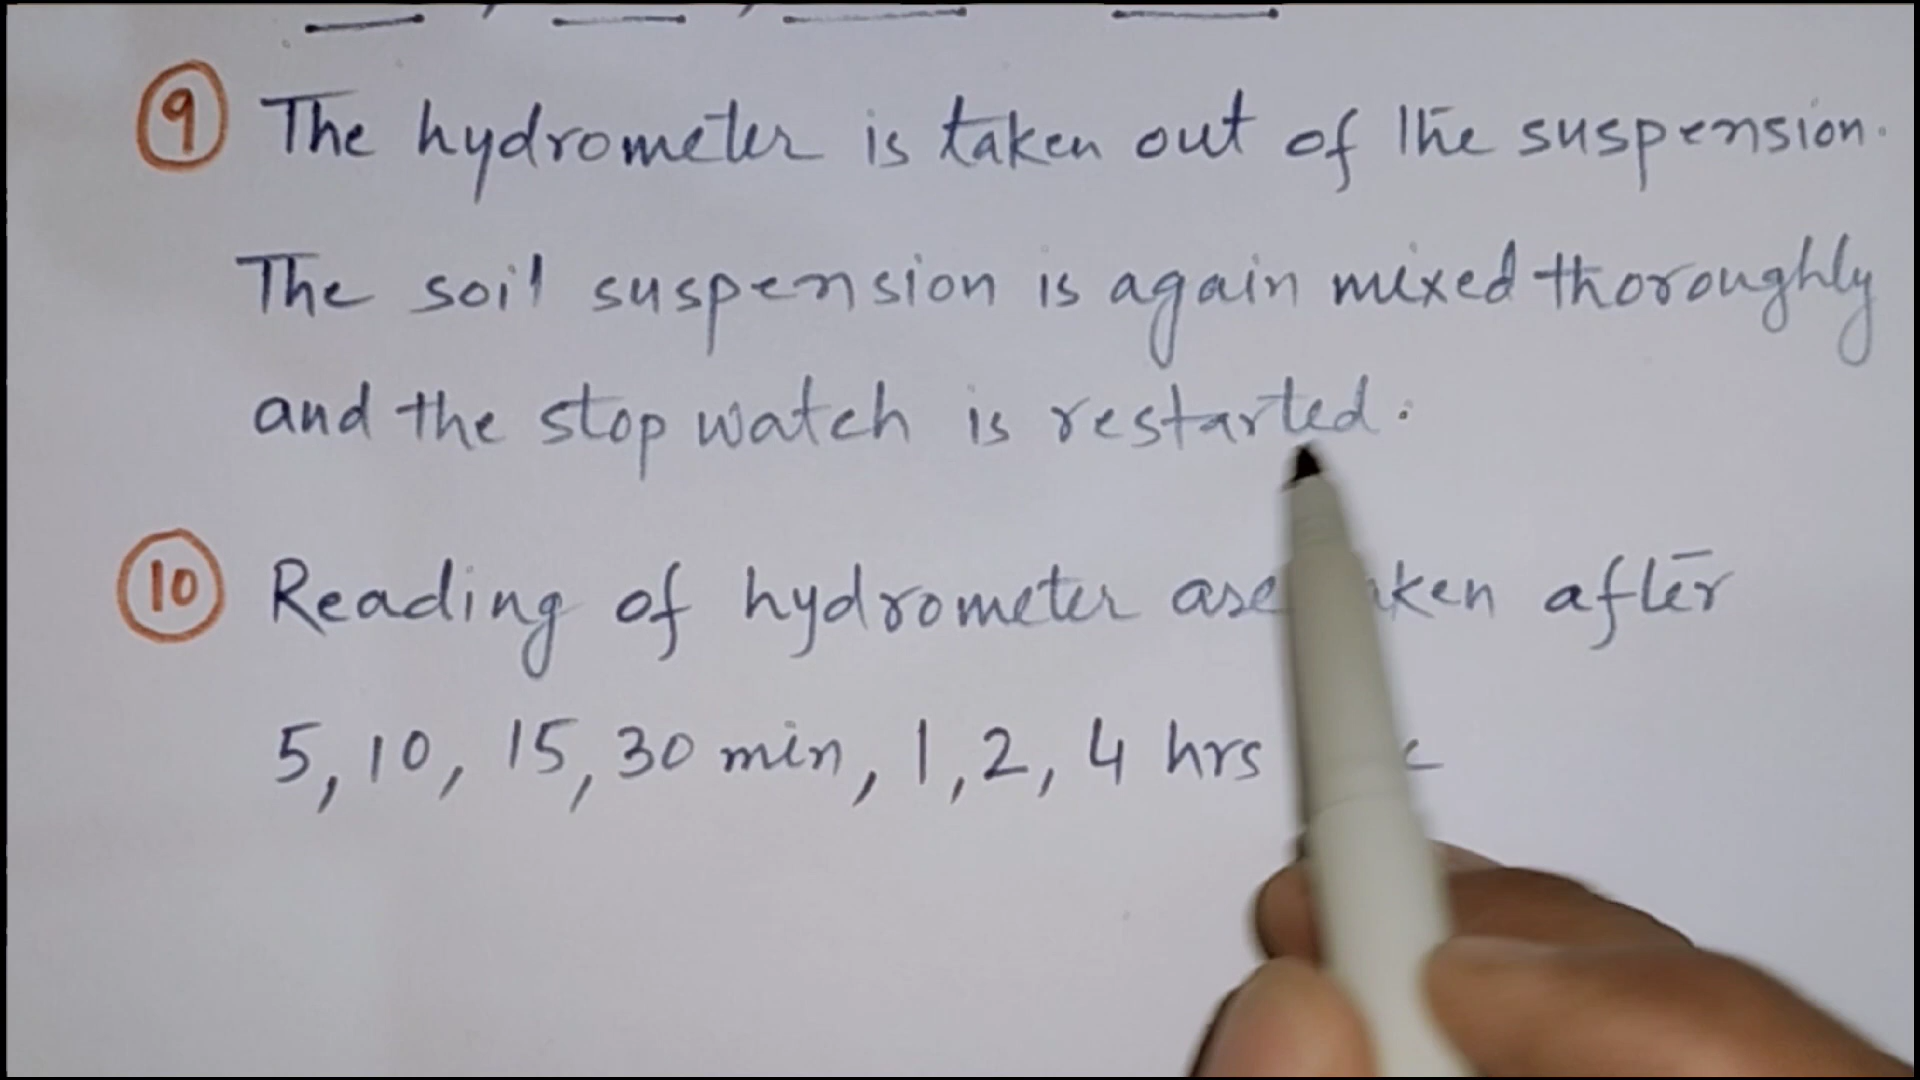 9 The hydrometer is taken out of the suspension.
The soil suspension is again mixed thoroughly
and the stop watch is restarted.
10 Reading of hydrometer are after
5, 10, 15, 30 min, 1, 2, 4 hrs